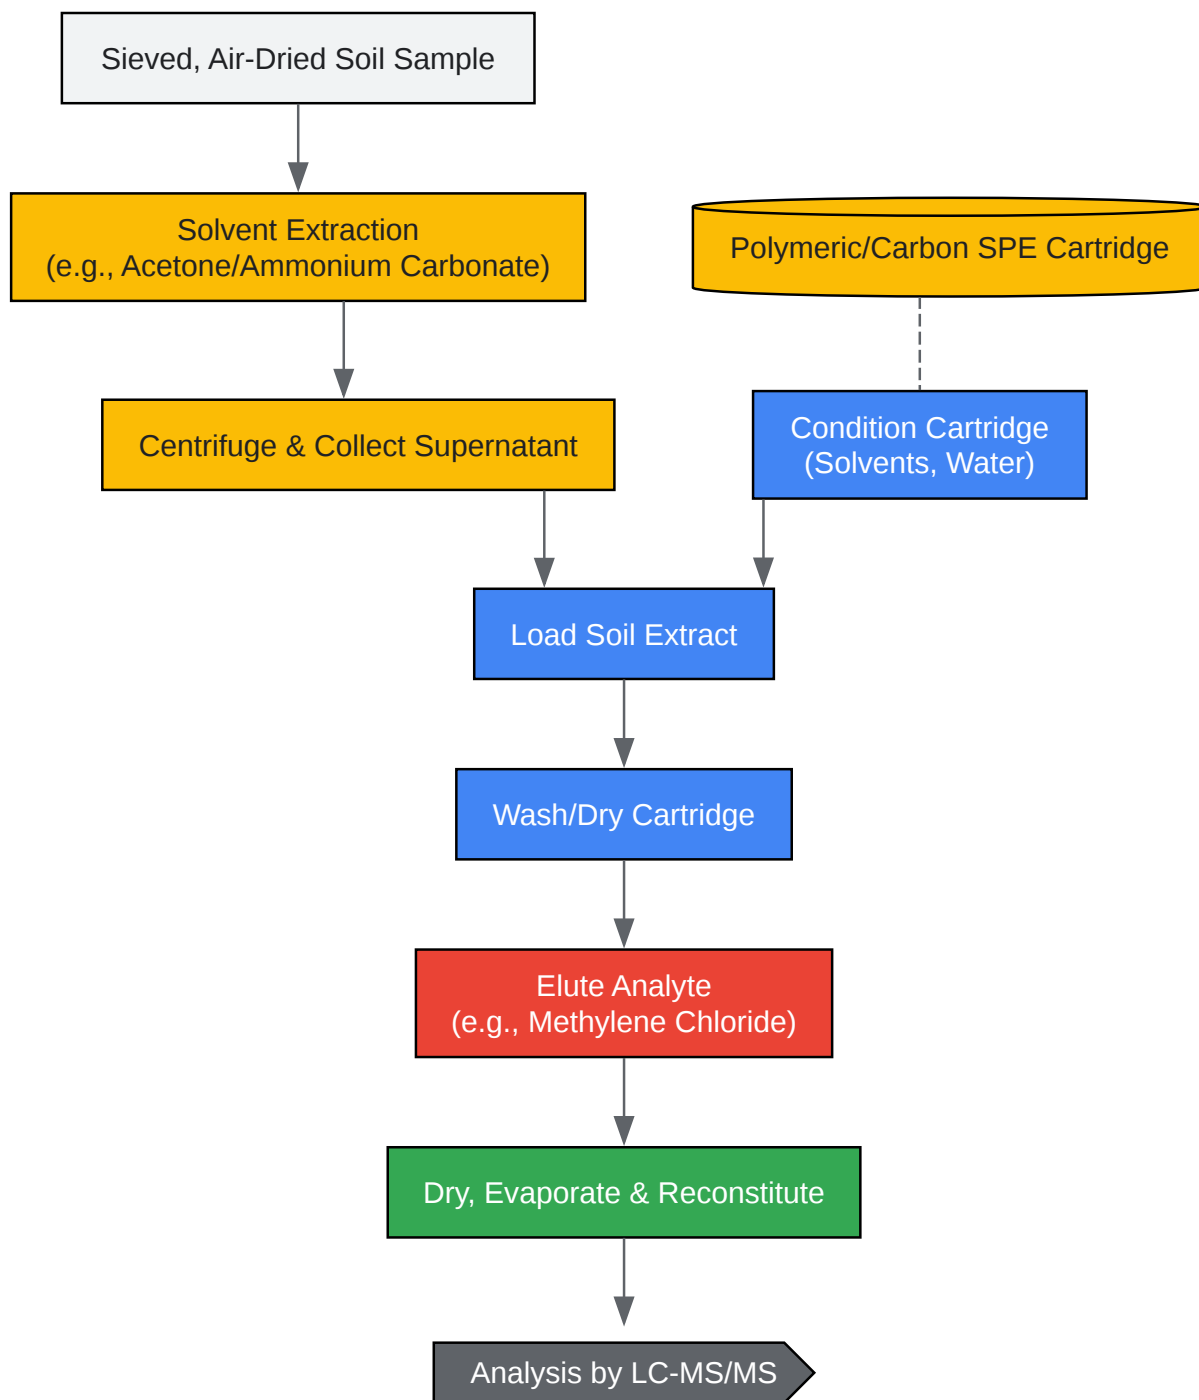 Sieved, Air-Dried Soil Sample
Solvent Extraction
(e.g., Acetone/Ammonium Carbonate)
Polymeric/Carbon SPE Cartridge
Centrifuge & Collect Supernatant
Condition Cartridge
(Solvents, Water)
Load Soil Extract
Wash/Dry Cartridge
Elute Analyte
(e.g., Methylene Chloride)
Dry, Evaporate & Reconstitute
Analysis by LC-MS/MS